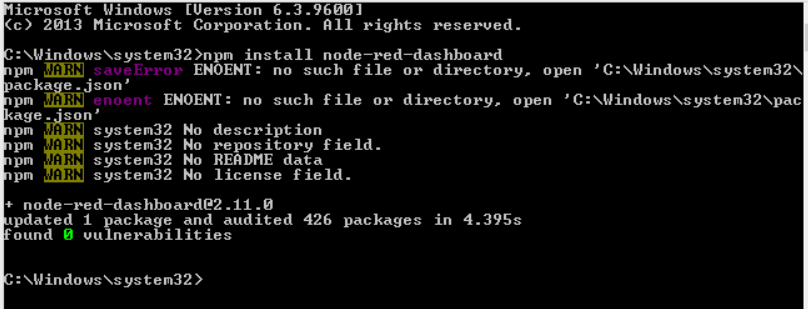 Microsoft Windows [Version 6.3.9600]
(c) 2013 Microsoft Corporation. All rights reserved.
C:\Windows\system32>npm install node-red-dashboard
npm WARN saveError ENOENT: no such file or directory, open 'C:\Windows\system32\
package.json'
npm WARN enoent ENOENT: no such file or directory, open 'C:\Windows\system32\pac
kage.json'
npm WARN system32 No description
npm WARN system32 No repository field.
npm WARN system32 No README data
npm WARN system32 No license field.
+ node-red-dashboard@2.11.0
updated 1 package and audited 426 packages in 4.395s
found 0 vulnerabilities
C:\Windows\system32>